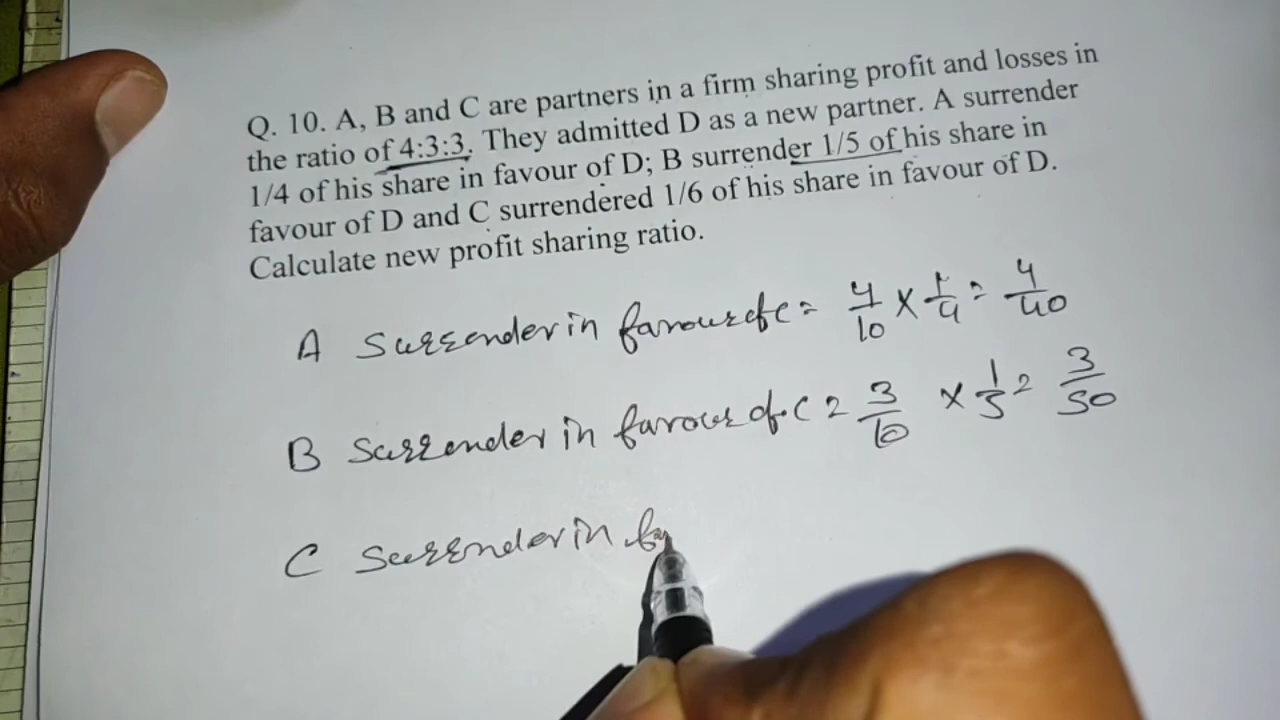 Q. 10. A, B and C are partners in a firm sharing profit and losses in
the ratio of 4:3:3. They admitted D as a new partner. A surrender
1/4 of his share in favour of D; B surrender 1/5 of his share in
favour of D and C surrendered 1/6 of his share in favour of D.
Calculate new profit sharing ratio.
A Surrender in favour of C = 4/10 × 1/4 = 4/40
B Surrender in favour of C = 3/10 × 1/5 = 3/50
C Surrender in fa